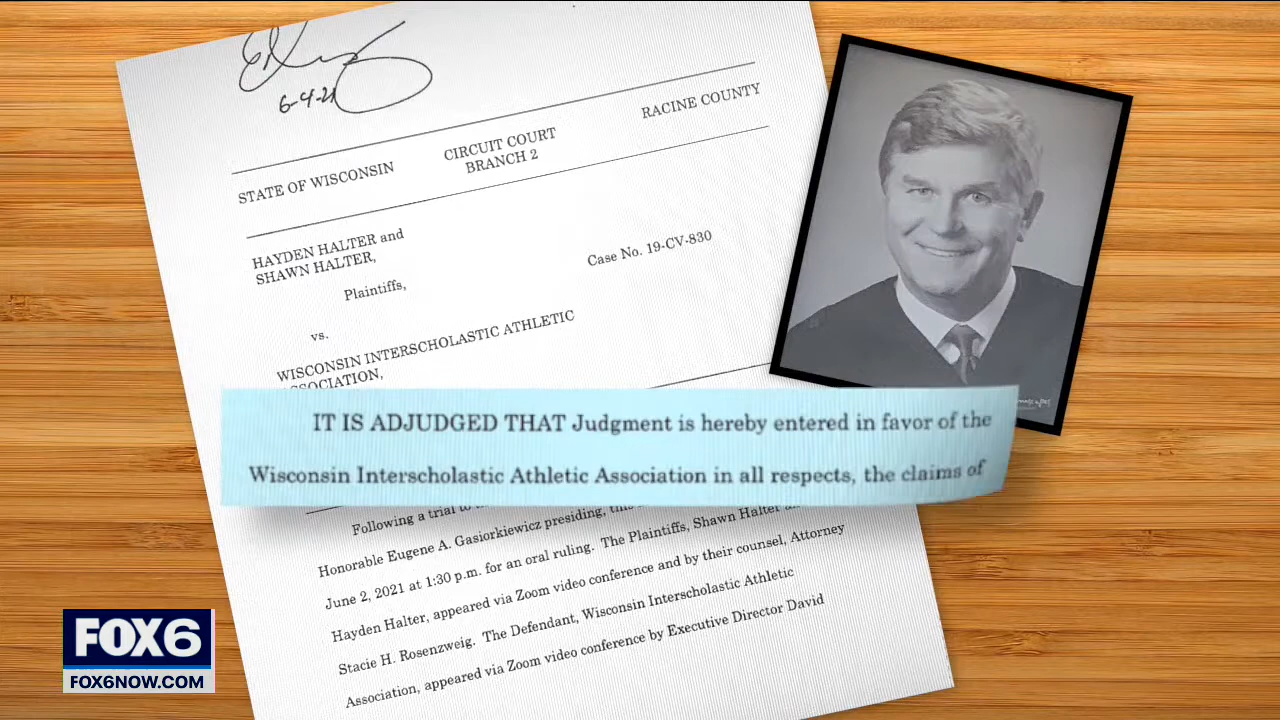 6-4-21
STATE OF WISCONSIN
CIRCUIT COURT
BRANCH 2
RACINE COUNTY
HAYDEN HALTER and
SHAWN HALTER,
Plaintiffs,
Case No. 19-CV-830
vs.
WISCONSIN INTERSCHOLASTIC ATHLETIC
ASSOCIATION,
IT IS ADJUDGED THAT Judgment is hereby entered in favor of the
Wisconsin Interscholastic Athletic Association in all respects, the claims of
Following a trial to
Honorable Eugene A. Gasiorkiewicz presiding, this
June 2, 2021 at 1:30 p.m. for an oral ruling. The Plaintiffs, Shawn Halter
Hayden Halter, appeared via Zoom video conference and by their counsel, Attorney
Stacie H. Rosenzweig. The Defendant, Wisconsin Interscholastic Athletic
Association, appeared via Zoom video conference by Executive Director David
FOX6
FOX6NOW.COM